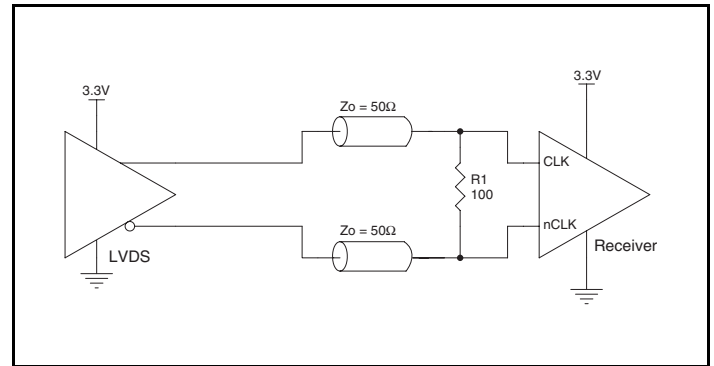 3.3V
3.3V
Zo = 50Ω
CLK
R1
100
Zo = 50Ω
nCLK
LVDS
Receiver